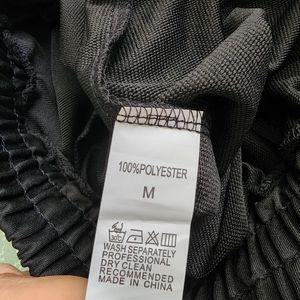 100%POLYESTER
M
WASH SEPARATELY
PROFESSIONAL
DRY CLEAN
RECOMMENDED
MADE IN CHINA